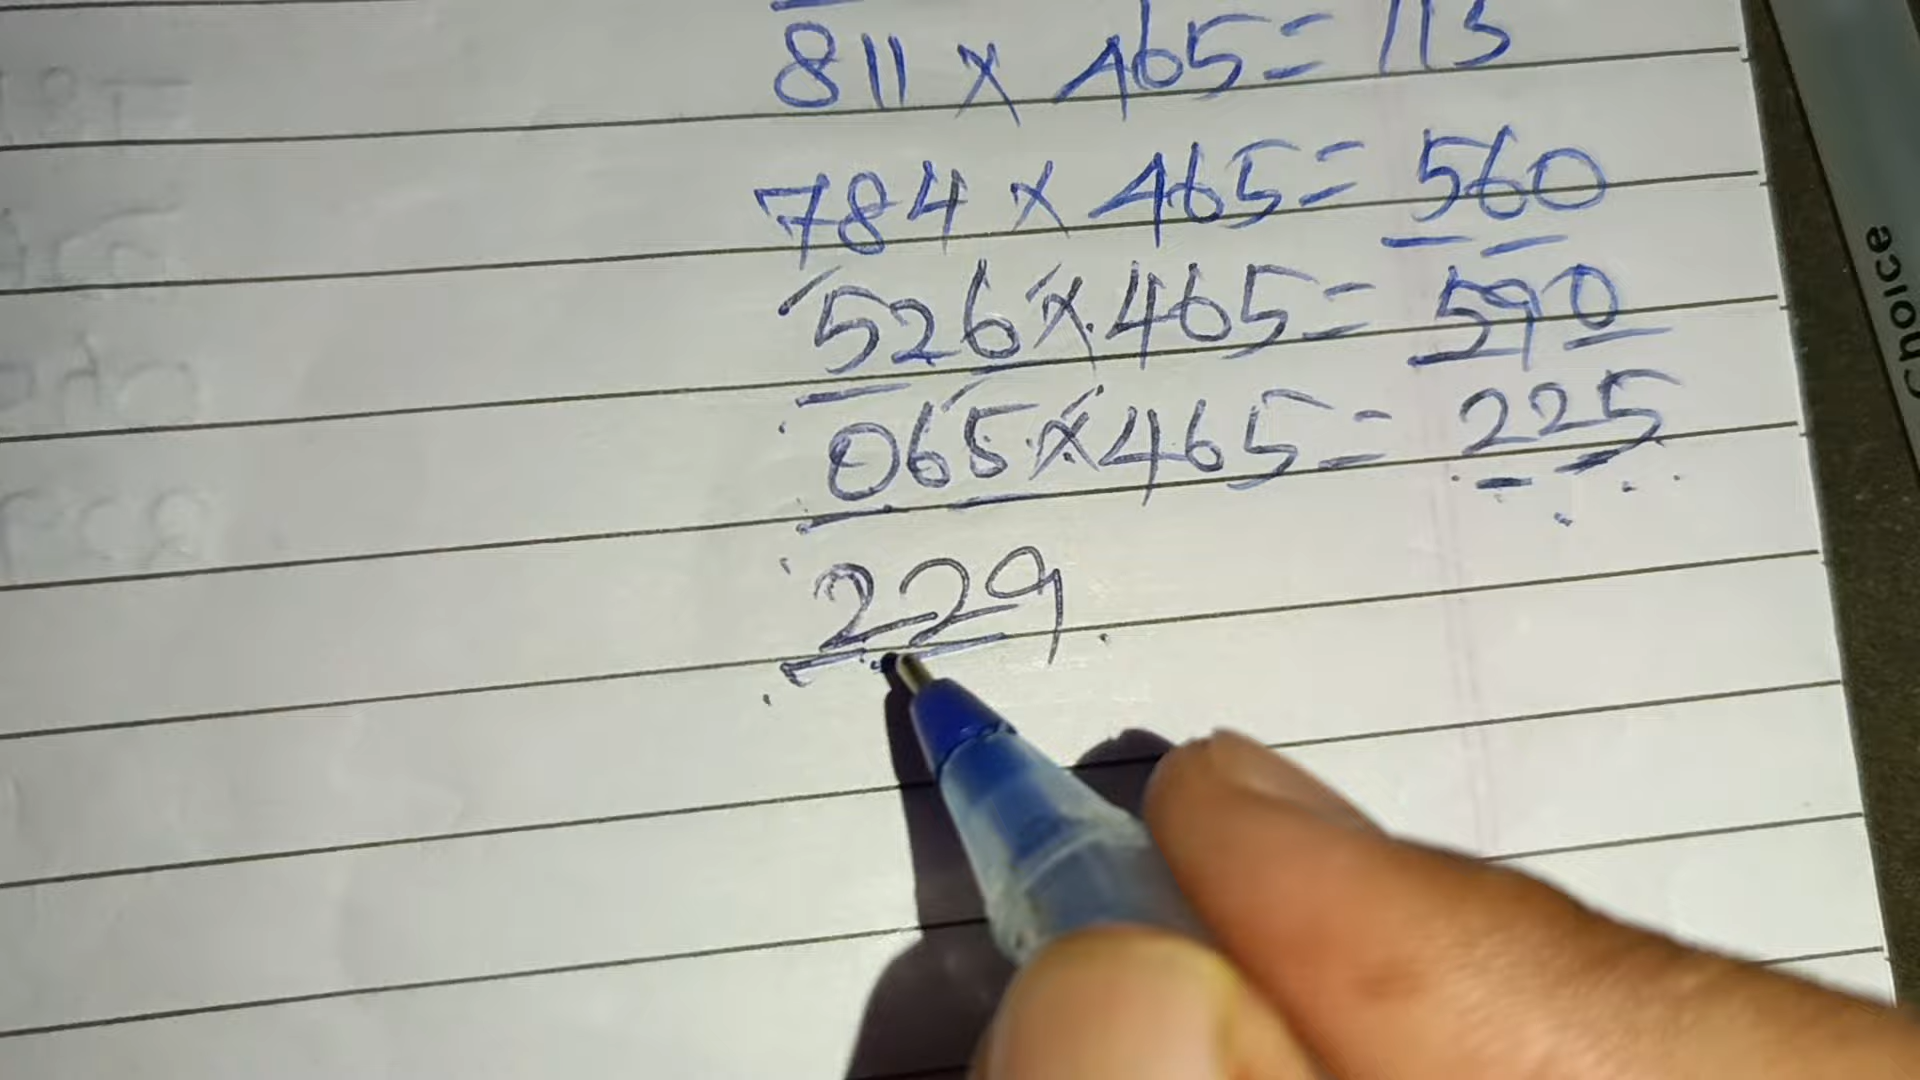 811 x 465 = 113
784 x 465 = 560
526 x 465 = 590
065 x 465 = 225
229
choice